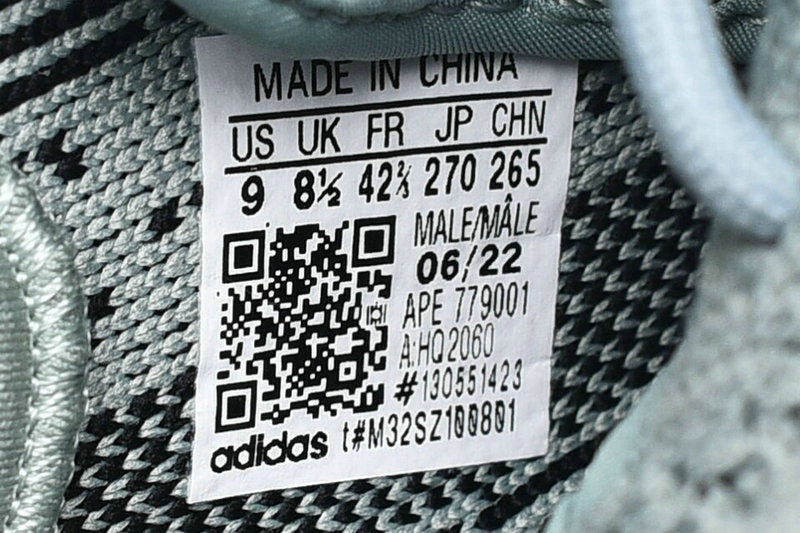 MADE IN CHINA
US UK FR JP CHN
9 8½ 42⅔ 270 265
MALE/MÂLE
06/22
APE 779001
A:HQ2060
#130551423
adidas t#M32SZ100801